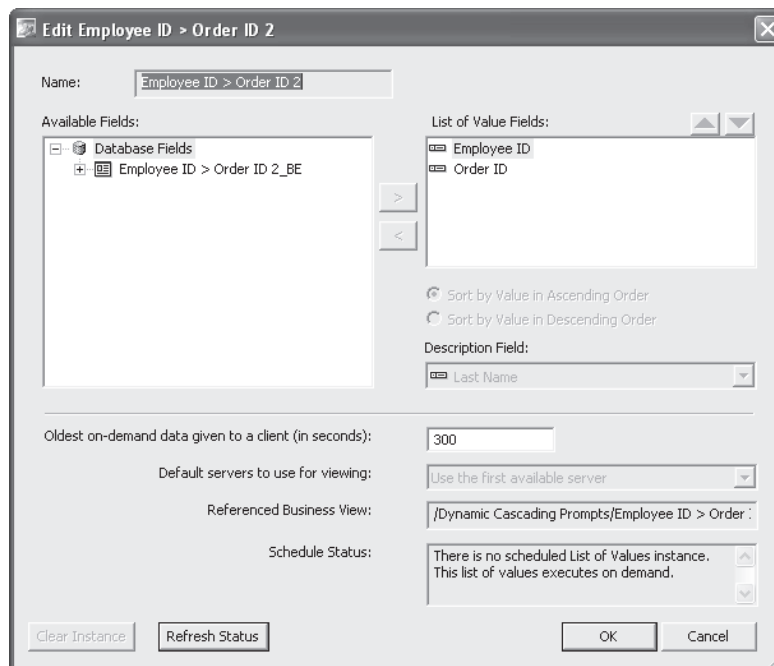 Edit Employee ID > Order ID 2
Name:
Employee ID > Order ID 2
Available Fields:
Database Fields
Employee ID > Order ID 2_BE
>
<
List of Value Fields:
Employee ID
Order ID
Sort by Value in Ascending Order
Sort by Value in Descending Order
Description Field:
Last Name
Oldest on-demand data given to a client (in seconds):
300
Default servers to use for viewing:
Use the first available server
Referenced Business View:
/Dynamic Cascading Prompts/Employee ID > Order
Schedule Status:
There is no scheduled List of Values instance.
This list of values executes on demand.
Clear Instance
Refresh Status
OK
Cancel